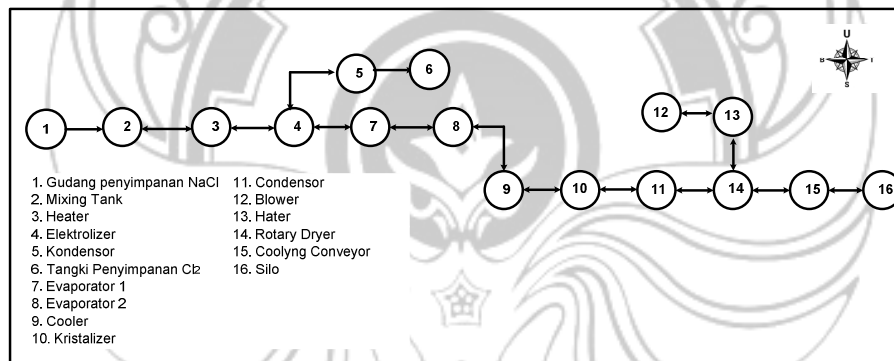 U
B
T
S
5
6
12
13
1
2
3
4
7
8
9
10
11
14
15
16
1. Gudang penyimpanan NaCl
2. Mixing Tank
3. Heater
4. Elektrolizer
5. Kondensor
6. Tangki Penyimpanan Cl2
7. Evaporator 1
8. Evaporator 2
9. Cooler
10. Kristalizer
11. Condensor
12. Blower
13. Hater
14. Rotary Dryer
15. Coolyng Conveyor
16. Silo